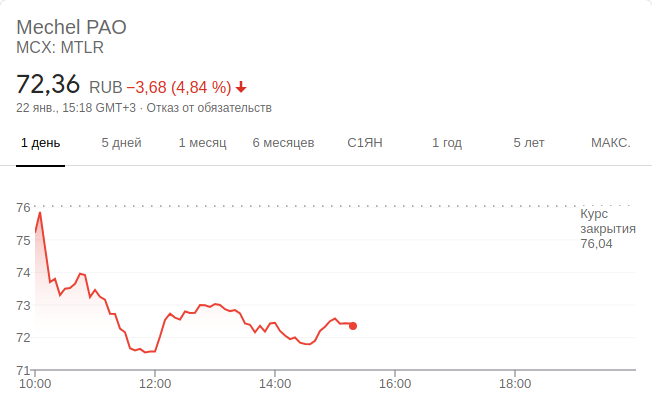 Mechel PAO
MCX: MTLR
72,36 RUB −3,68 (4,84 %)
22 янв., 15:18 GMT+3 · Отказ от обязательств
1 день 5 дней 1 месяц 6 месяцев С1ЯН 1 год 5 лет МАКС.
76
Курс
закрытия
76,04
75
74
73
72
71
10:00 12:00 14:00 16:00 18:00